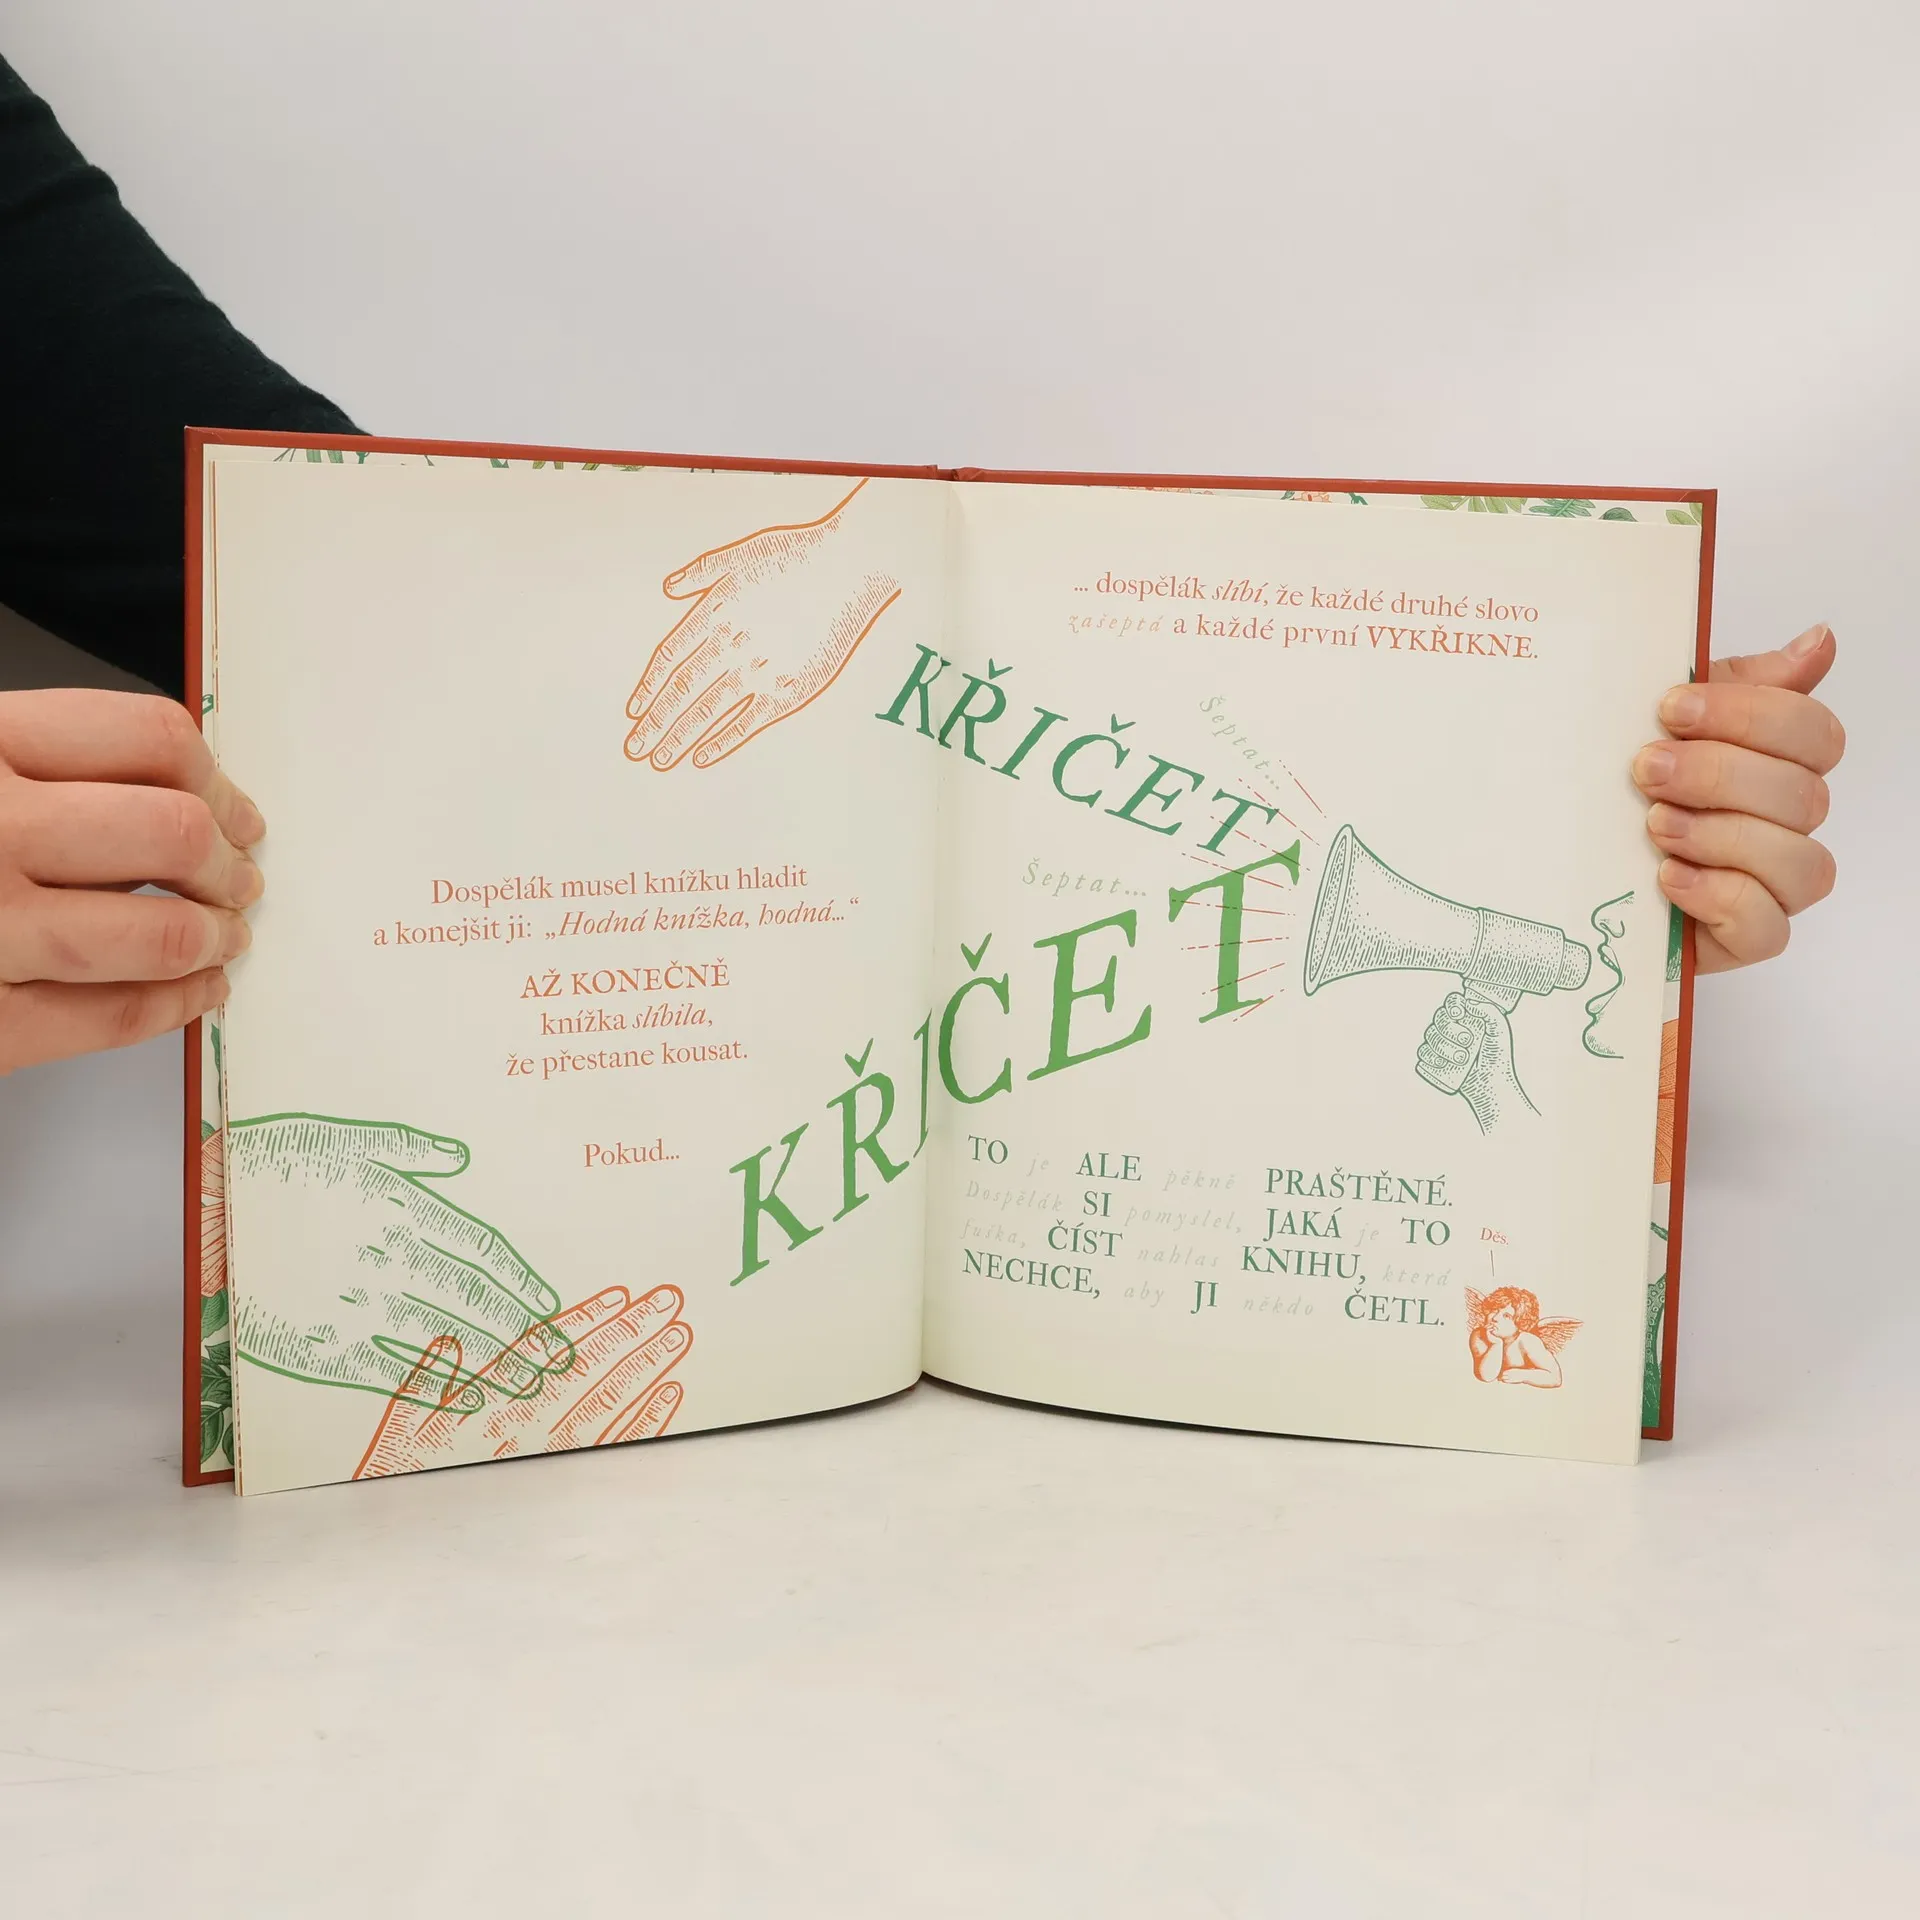 Dospělák musel knížku hladit
a konejšit ji: „Hodná knížka, hodná...“
AŽ KONEČNĚ
knížka slíbila,
že přestane kousat.
Pokud...
... dospělák slíbí, že každé druhé slovo
zašeptá a každé první VYKŘIKNE.
KŘIČET
Šeptat...
Šeptat...
KŘIČET
TO je ALE pěkně PRAŠTĚNÉ.
Dospělák SI pomyslel, JAKÁ je TO
fuška, ČÍST nahlas KNIHU, která
NECHCE, aby JI někdo ČETL.
Děs.